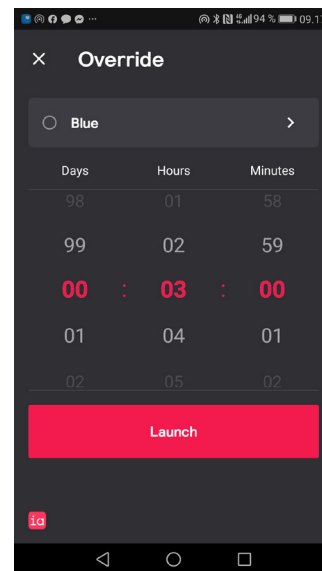 94 % 09.1
Override
Blue
Days Hours Minutes
98 01 58
99 02 59
00 : 03 : 00
01 04 01
02 05 02
Launch
ia